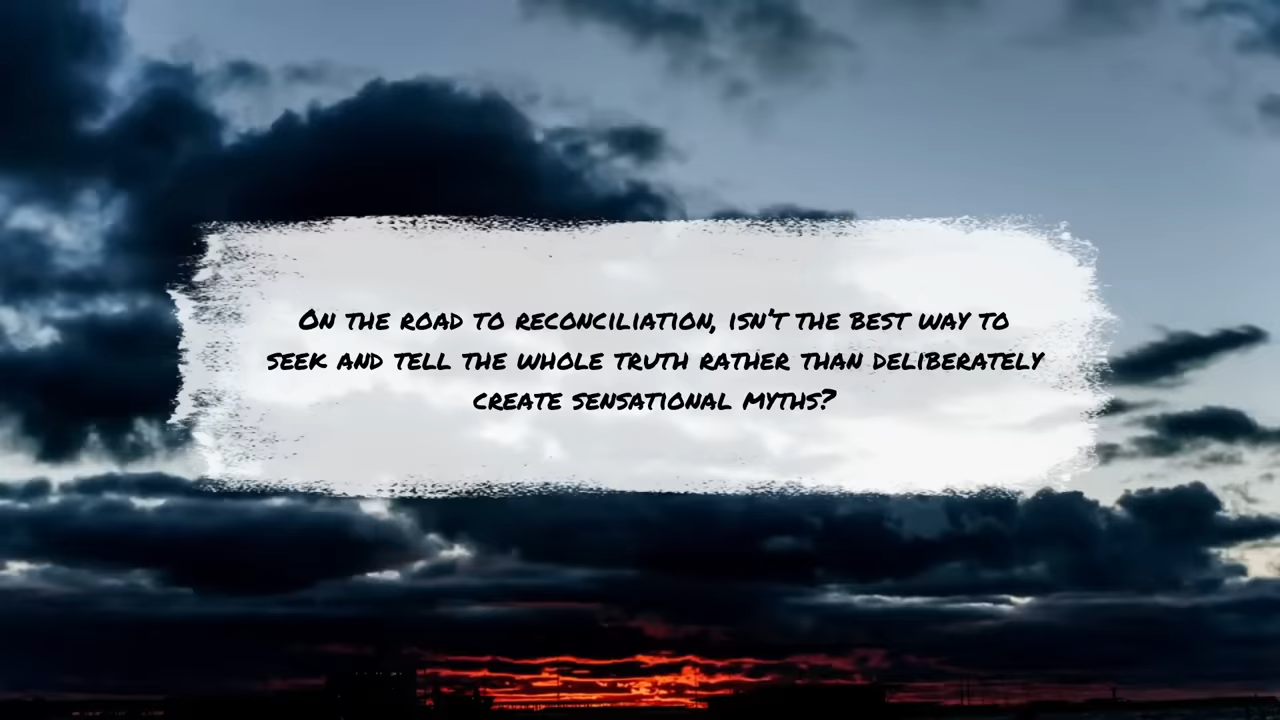 On the road to reconciliation, isn't the best way to
seek and tell the whole truth rather than deliberately
create sensational myths?